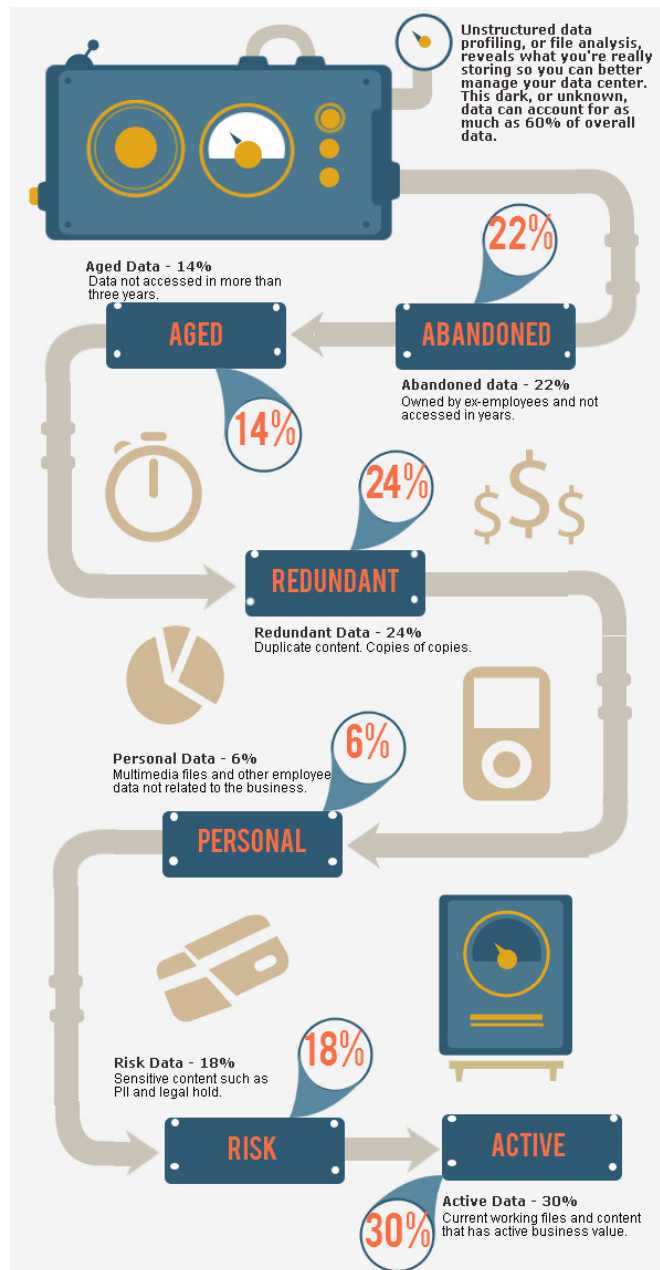 Unstructured data
profiling, or file analysis,
reveals what you're really
storing so you can better
manage your data center.
This dark, or unknown,
data can account for as
much as 60% of overall
data.
22%
ABANDONED
Abandoned data - 22%
Owned by ex-employees and not
accessed in years.
Aged Data - 14%
Data not accessed in more than
three years.
AGED
14%
24%
REDUNDANT
Redundant Data - 24%
Duplicate content. Copies of copies.
$$$
6%
Personal Data - 6%
Multimedia files and other employee
data not related to the business.
PERSONAL
18%
Risk Data - 18%
Sensitive content such as
PII and legal hold.
RISK
ACTIVE
Active Data - 30%
Current working files and content
that has active business value.
30%